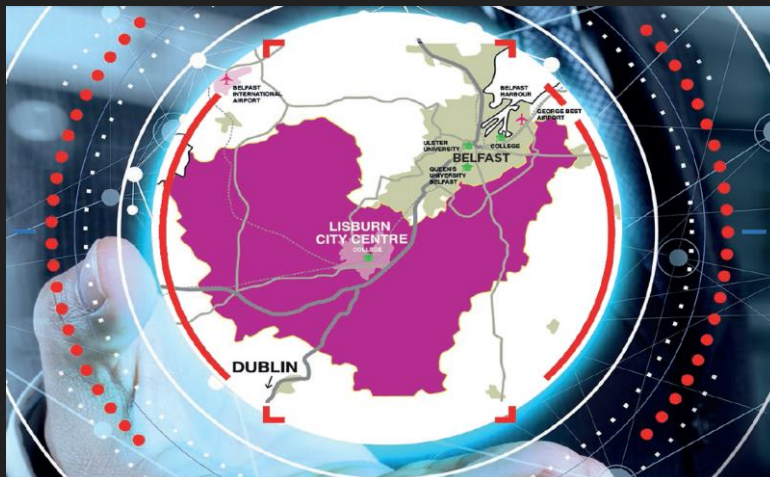 BELFAST
INTERNATIONAL
AIRPORT
BELFAST
HARBOUR
GEORGE BEST
AIRPORT
ULSTER
UNIVERSITY
COLLEGE
BELFAST
QUEEN'S
UNIVERSITY
BELFAST
LISBURN
CITY CENTRE
COLLEGE
DUBLIN